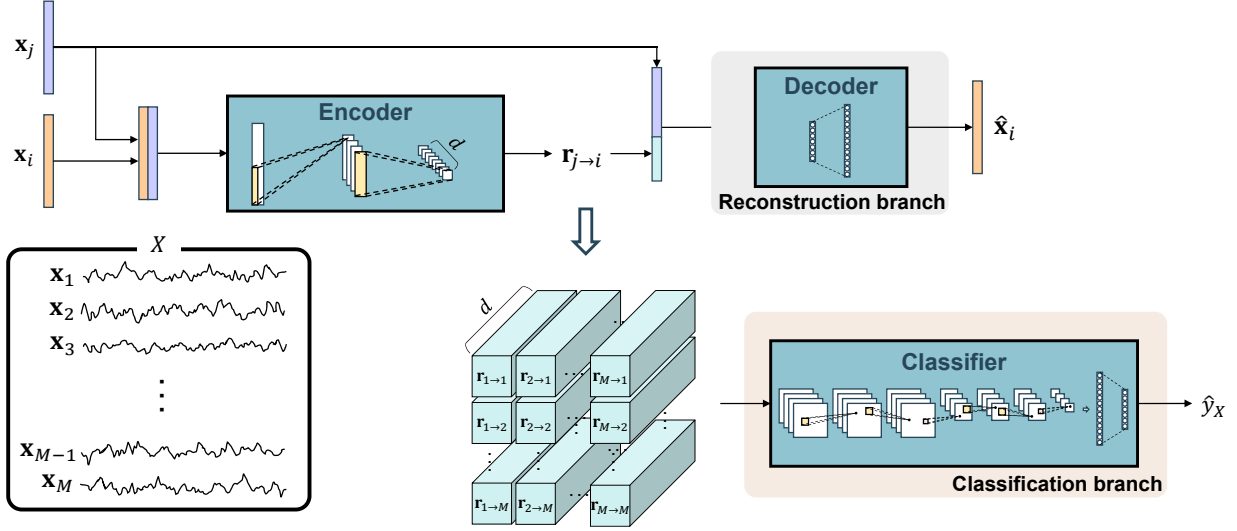 𝐱_j
𝐱_i
Encoder
d
𝐫_{j→i}
Decoder
Reconstruction branch
𝐱̂_i
X
𝐱_1
𝐱_2
𝐱_3
⋮
𝐱_{M−1}
𝐱_M
d
𝐫_{1→1} 𝐫_{2→1} ⋯ 𝐫_{M→1}
𝐫_{1→2} 𝐫_{2→2} ⋯ 𝐫_{M→2}
𝐫_{1→M} 𝐫_{2→M} ⋯ 𝐫_{M→M}
Classifier
Classification branch
ŷ_X